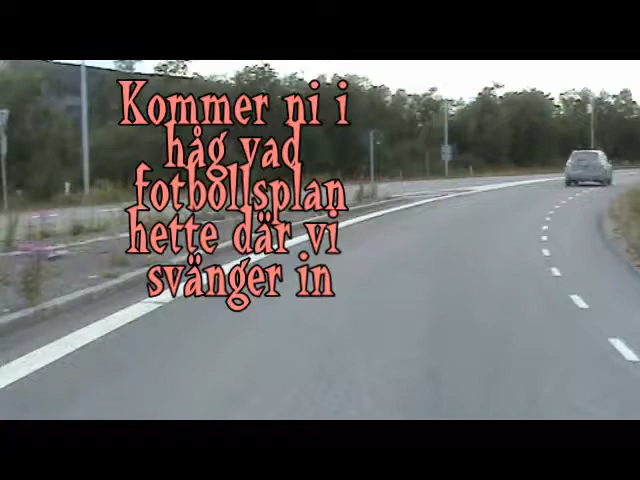 Kommer ni i
håg vad
fotbollsplan
hette där vi
svänger in